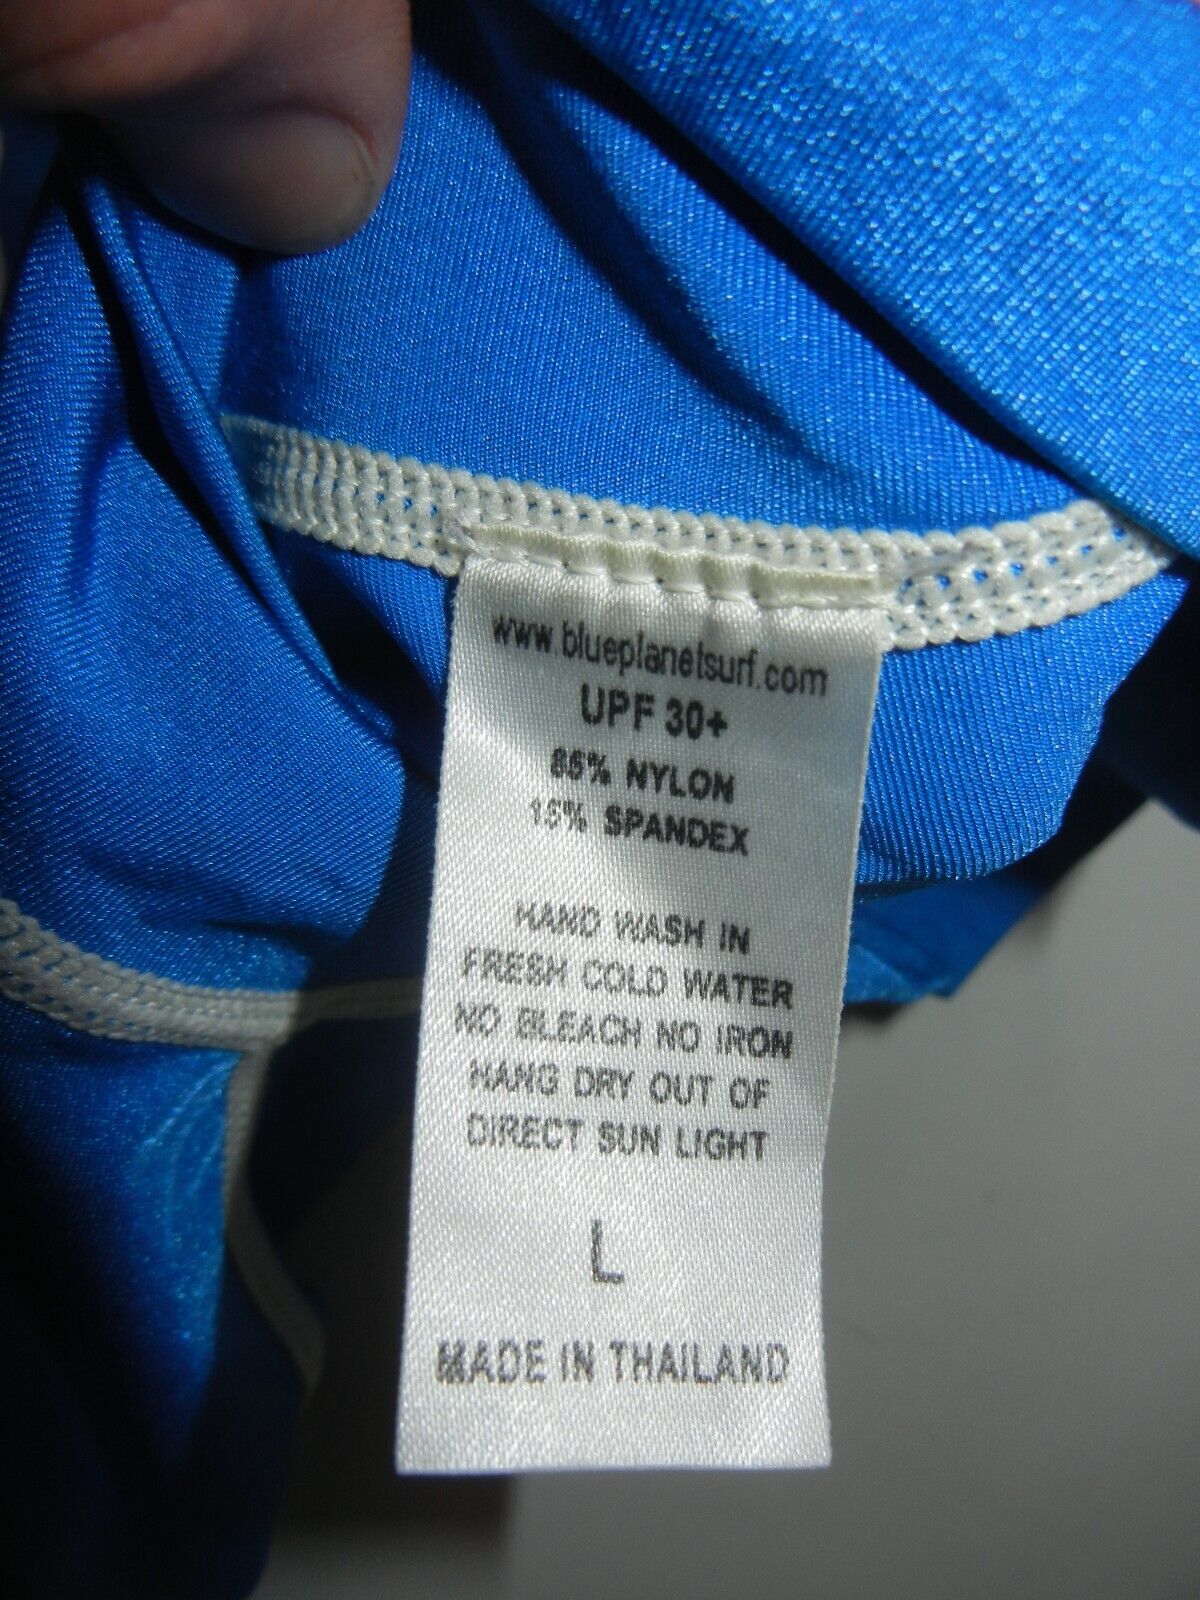 www.blueplanetsurf.com
UPF 30+
85% NYLON
15% SPANDEX
HAND WASH IN
FRESH COLD WATER
NO BLEACH NO IRON
HANG DRY OUT OF
DIRECT SUN LIGHT
L
MADE IN THAILAND